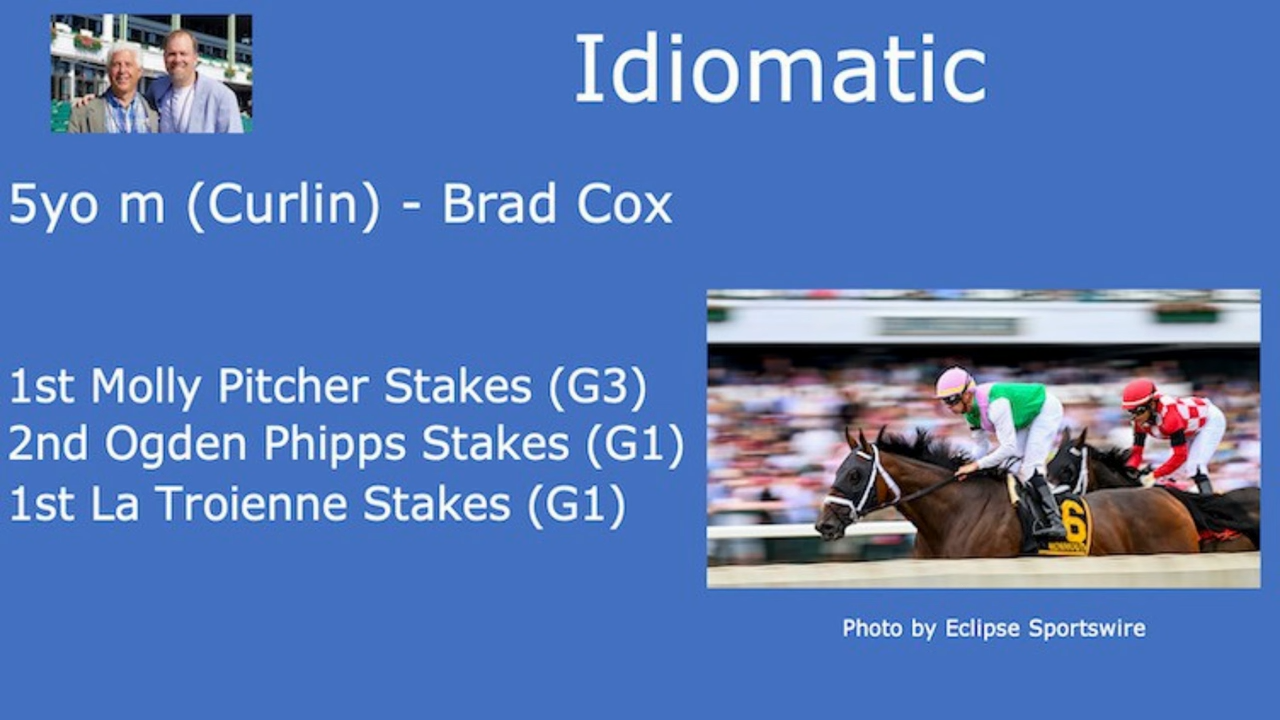 Idiomatic
5yo m (Curlin) - Brad Cox
1st Molly Pitcher Stakes (G3)
2nd Ogden Phipps Stakes (G1)
1st La Troienne Stakes (G1)
6
Photo by Eclipse Sportswire